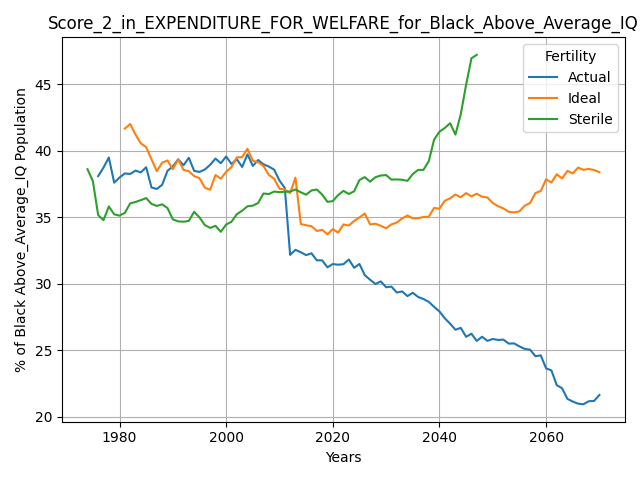 Score_2_in_EXPENDITURE_FOR_WELFARE_for_Black_Above_Average_IQ
Fertility
Actual
Ideal
Sterile
% of Black Above_Average_IQ Population
45
40
35
30
25
20
1980
2000
2020
2040
2060
Years